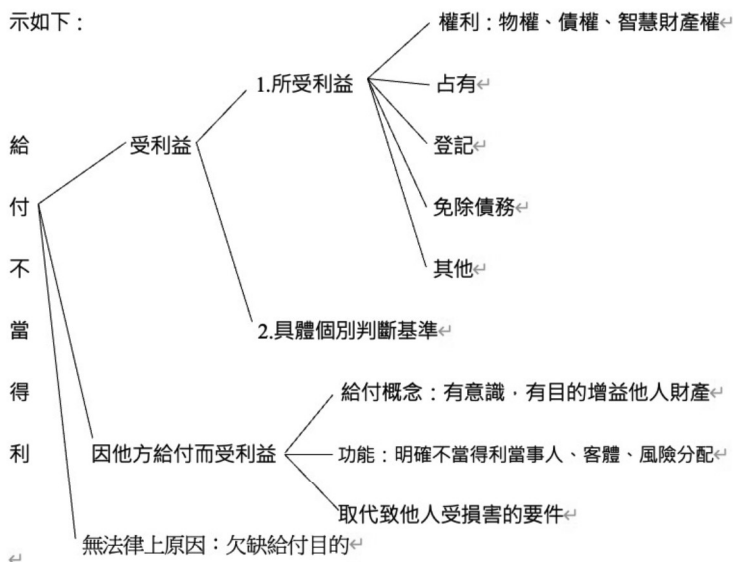 示如下：
權利：物權、債權、智慧財產權
1.所受利益
占有
給
受利益
登記
付
免除債務
不
其他
當
2.具體個別判斷基準
得
給付概念：有意識，有目的增益他人財產
利
因他方給付而受利益
功能：明確不當得利當事人、客體、風險分配
取代致他人受損害的要件
無法律上原因：欠缺給付目的